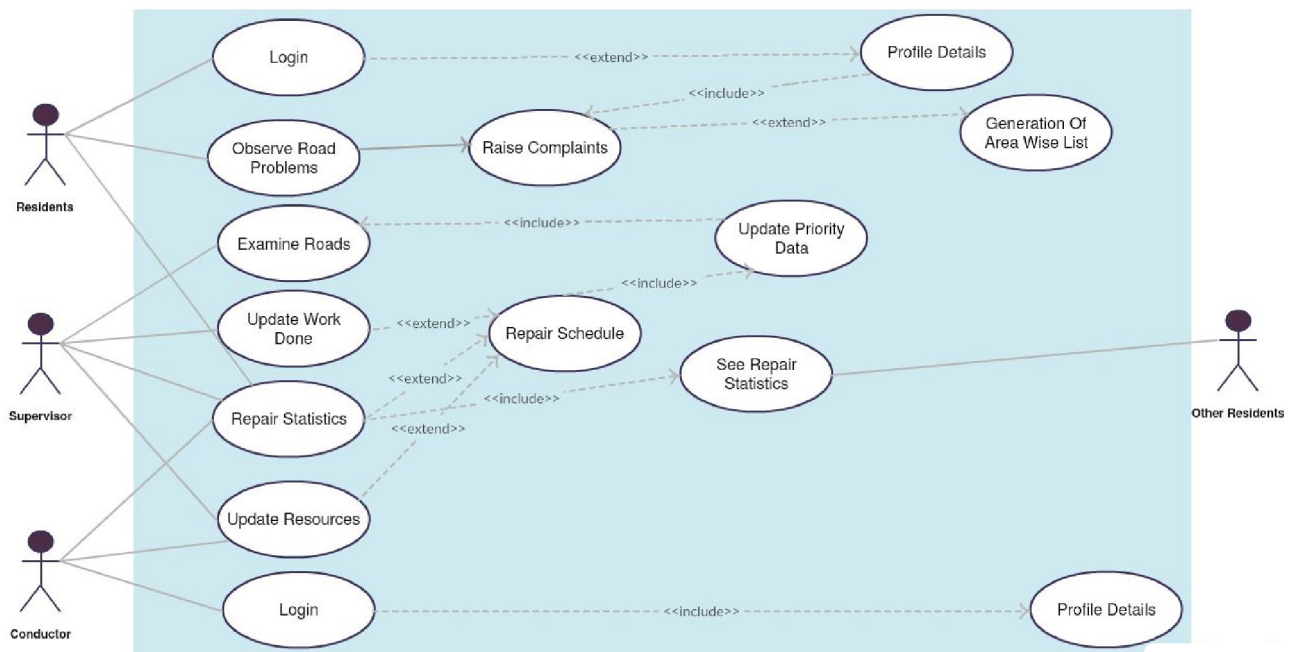 Login
<<extend>>
Profile Details
<<include>>
Observe Road
Problems
Raise Complaints
<<extend>>
Generation Of
Area Wise List
Residents
Examine Roads
<<include>>
Update Priority
Data
<<include>>
Update Work
Done
<<extend>>
Repair Schedule
Supervisor
See Repair
Statistics
<<extend>>
<<include>>
Repair Statistics
<<extend>>
Other Residents
Update Resources
Conductor
Login
<<include>>
Profile Details